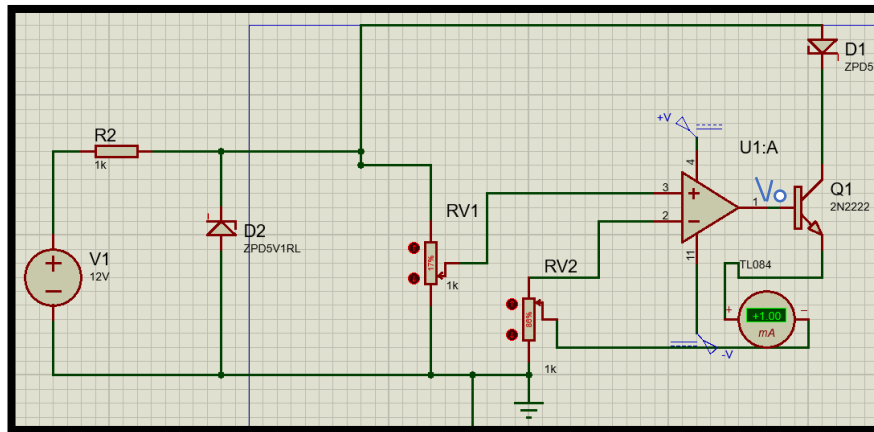 D1
ZPD5
R2
1k
+V
4
U1:A
V1
12V
D2
ZPD5V1RL
RV1
17%
1k
3
2
1
11
Vo
Q1
2N2222
TL084
RV2
86%
1k
+
+1.00
mA
-
-V